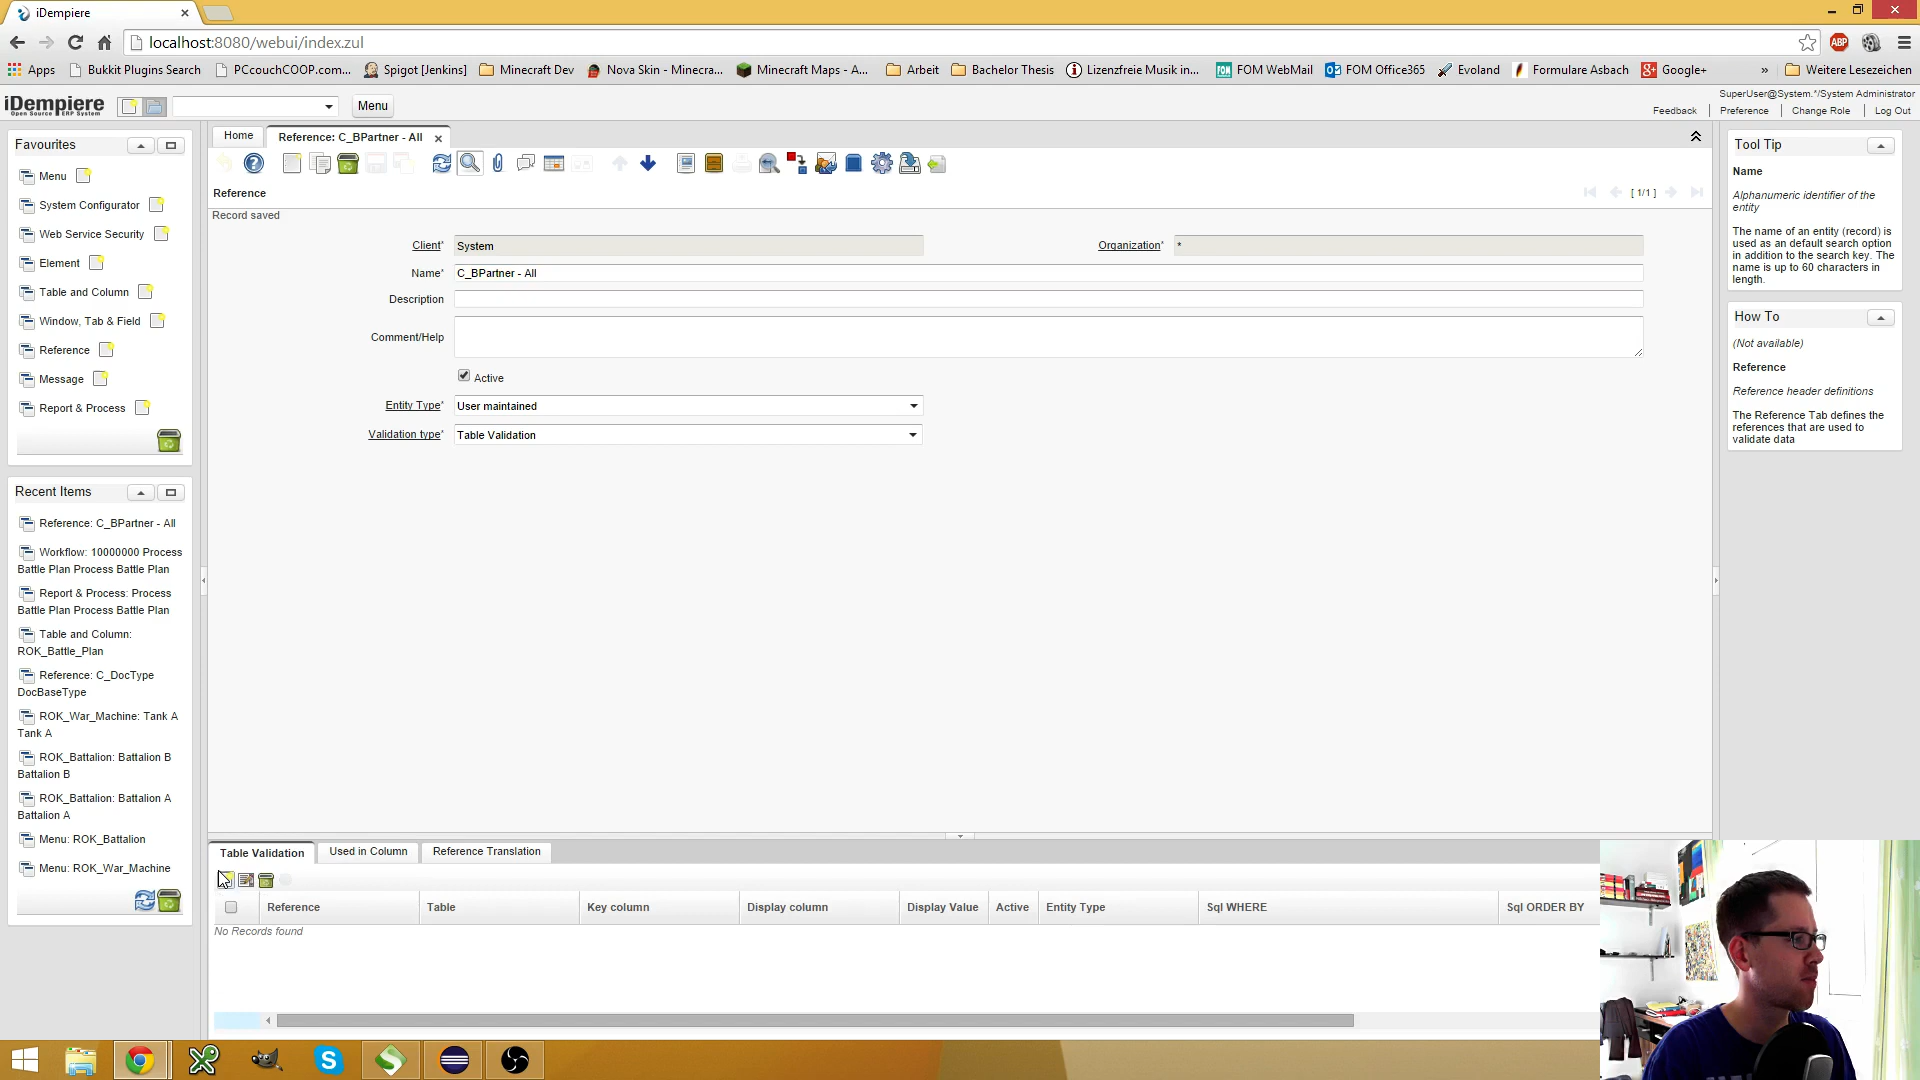 iDempiere
localhost:8080/webui/index.zul
Apps
Bukkit Plugins Search
PCcouchCOOP.com...
Spigot [Jenkins]
Minecraft Dev
Nova Skin - Minecra...
Minecraft Maps - A...
Arbeit
Bachelor Thesis
Lizenzfreie Musik in...
FOM WebMail
FOM Office365
Evoland
Formulare Asbach
Google+
»
Weitere Lesezeichen
ABP
iDempiere
Open Source ERP System
Menu
SuperUser@System.*/System Administrator
Feedback
Preference
Change Role
Log Out
Favourites
Menu
System Configurator
Web Service Security
Element
Table and Column
Window, Tab & Field
Reference
Message
Report & Process
Recent Items
Reference: C_BPartner - All
Workflow: 10000000 Process
Battle Plan Process Battle Plan
Report & Process: Process
Battle Plan Process Battle Plan
Table and Column:
ROK_Battle_Plan
Reference: C_DocType
DocBaseType
ROK_War_Machine: Tank A
Tank A
ROK_Battalion: Battalion B
Battalion B
ROK_Battalion: Battalion A
Battalion A
Menu: ROK_Battalion
Menu: ROK_War_Machine
Home
Reference: C_BPartner - All
Reference
[ 1/1 ]
Record saved
Client* System
Organization* *
Name* C_BPartner - All
Description
Comment/Help
Active
Entity Type* User maintained
Validation type* Table Validation
Table Validation
Used in Column
Reference Translation
Reference
Table
Key column
Display column
Display Value
Active
Entity Type
Sql WHERE
Sql ORDER BY
No Records found
Tool Tip
Name
Alphanumeric identifier of the
entity
The name of an entity (record) is
used as an default search option
in addition to the search key. The
name is up to 60 characters in
length.
How To
(Not available)
Reference
Reference header definitions
The Reference Tab defines the
references that are used to
validate data